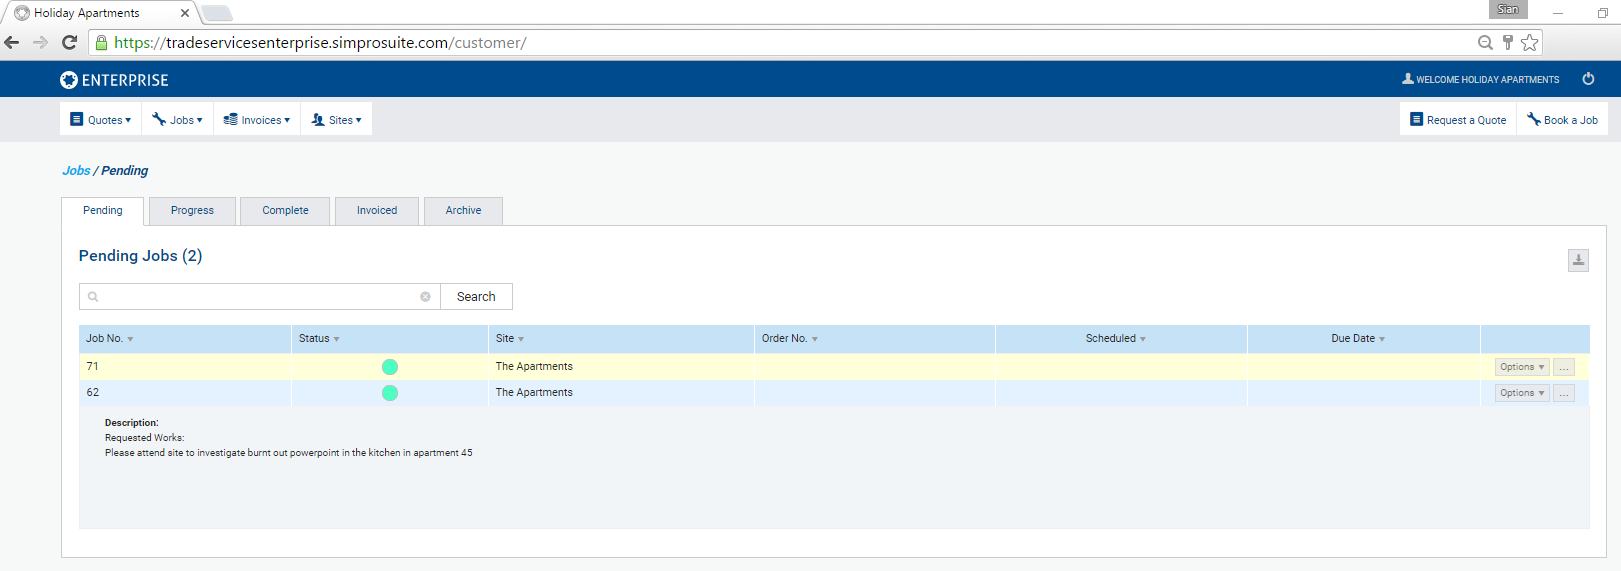 Holiday Apartments
Sian
https://tradeservicesenterprise.simprosuite.com/customer/
ENTERPRISE
WELCOME HOLIDAY APARTMENTS
Quotes Jobs Invoices Sites Request a Quote Book a Job
Jobs / Pending
Pending Progress Complete Invoiced Archive
Pending Jobs (2)
Search
Job No. Status Site Order No. Scheduled Due Date
71 The Apartments Options ...
62 The Apartments Options ...
Description:
Requested Works:
Please attend site to investigate burnt out powerpoint in the kitchen in apartment 45